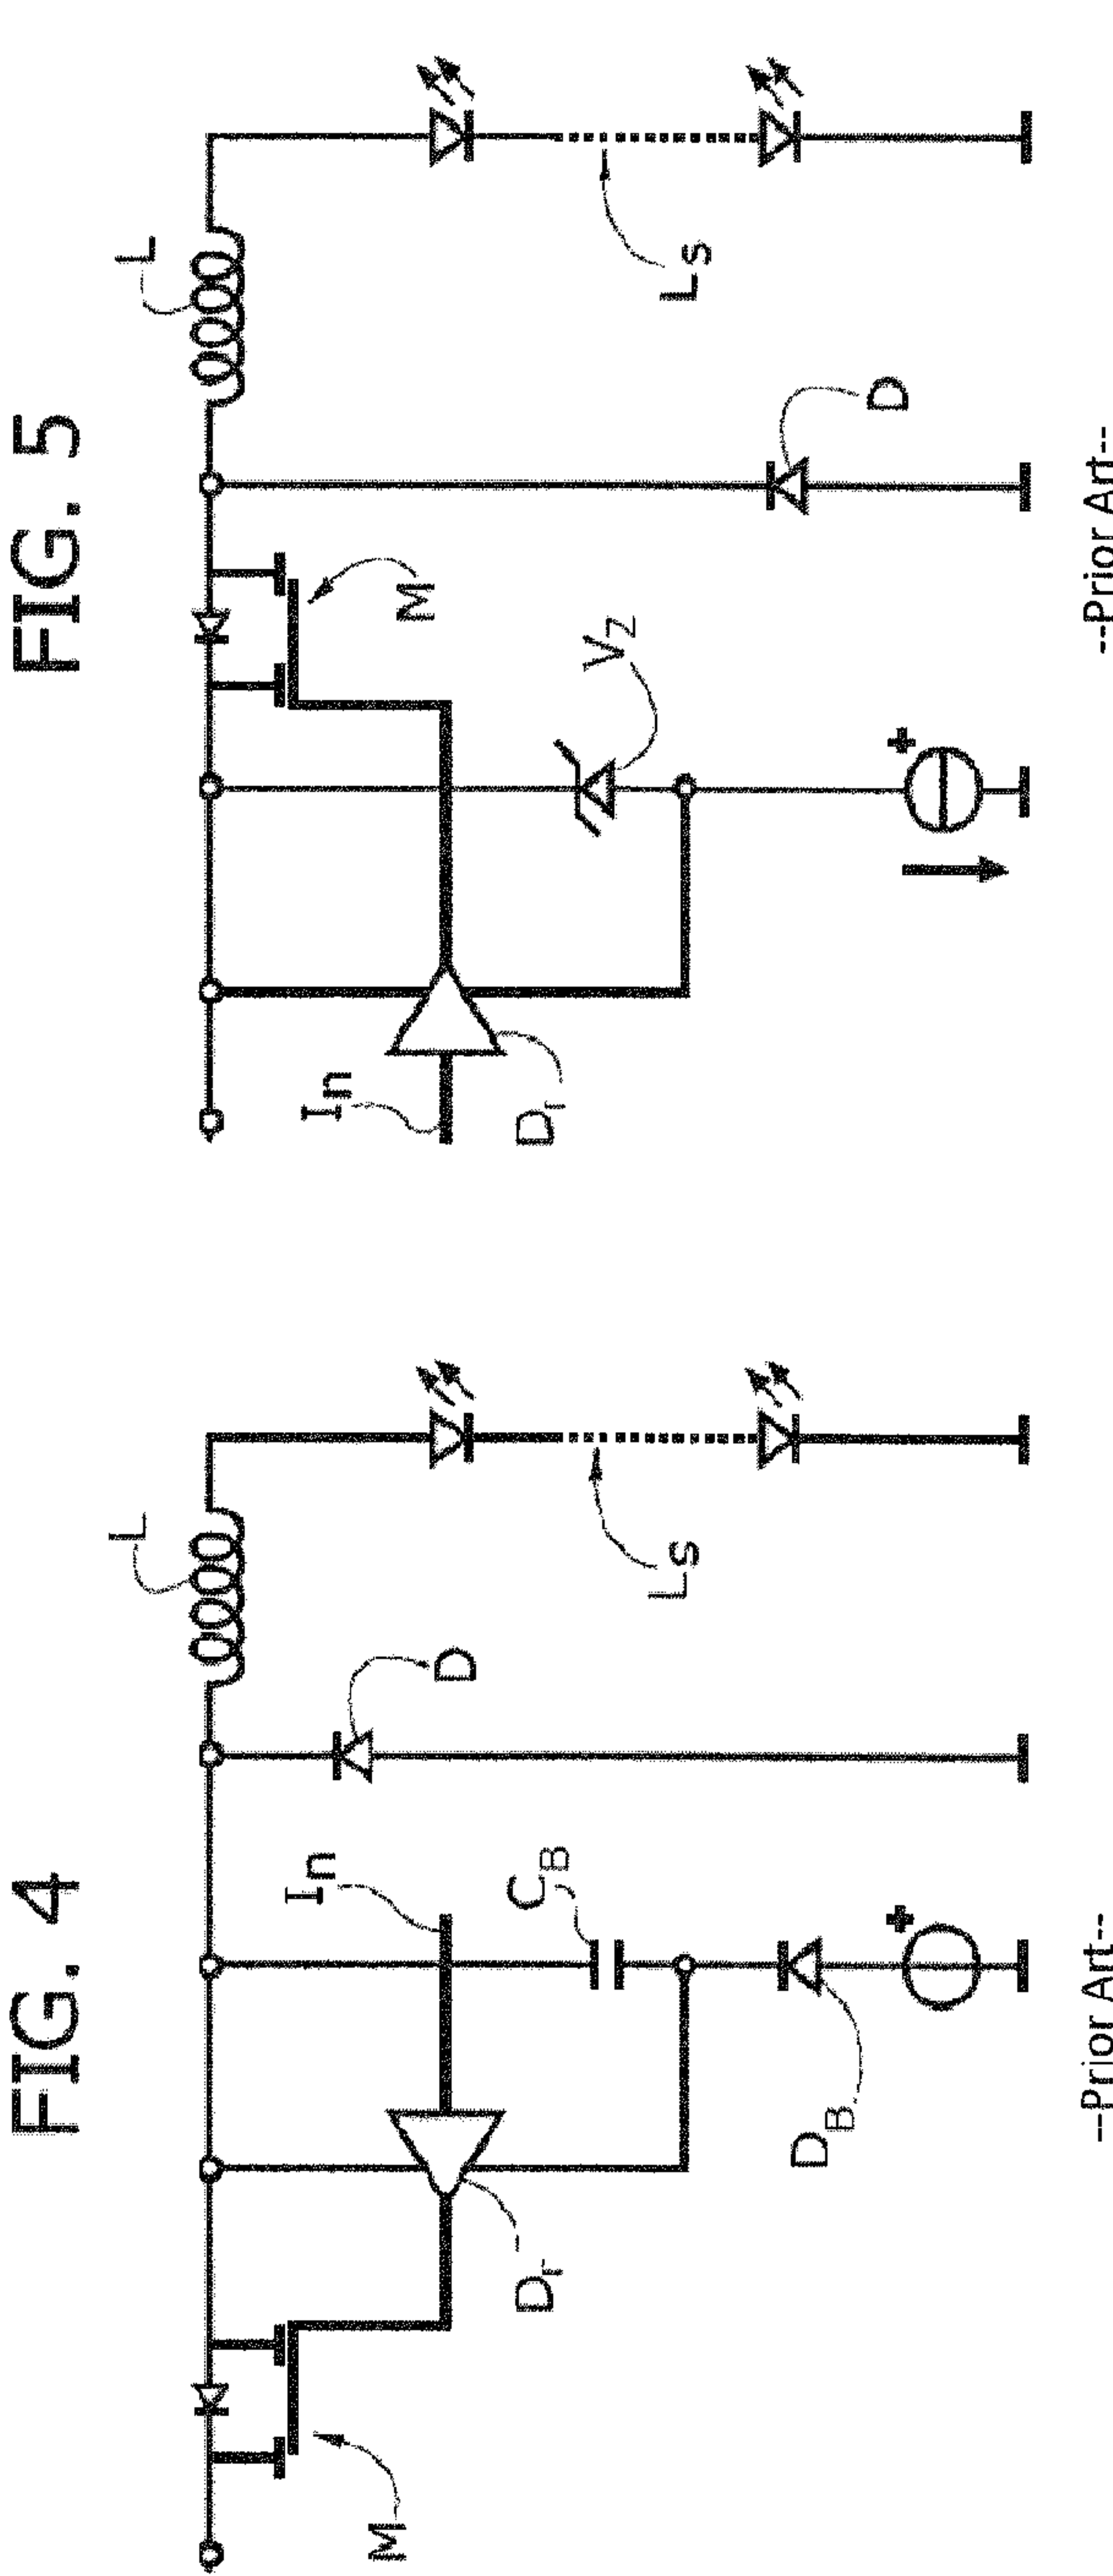 FIG. 4
L
D
In
CB
Dr
DB
M
Ls
--Prior Art--
FIG. 5
L
M
In
Dr
VZ
D
Ls
--Prior Art--